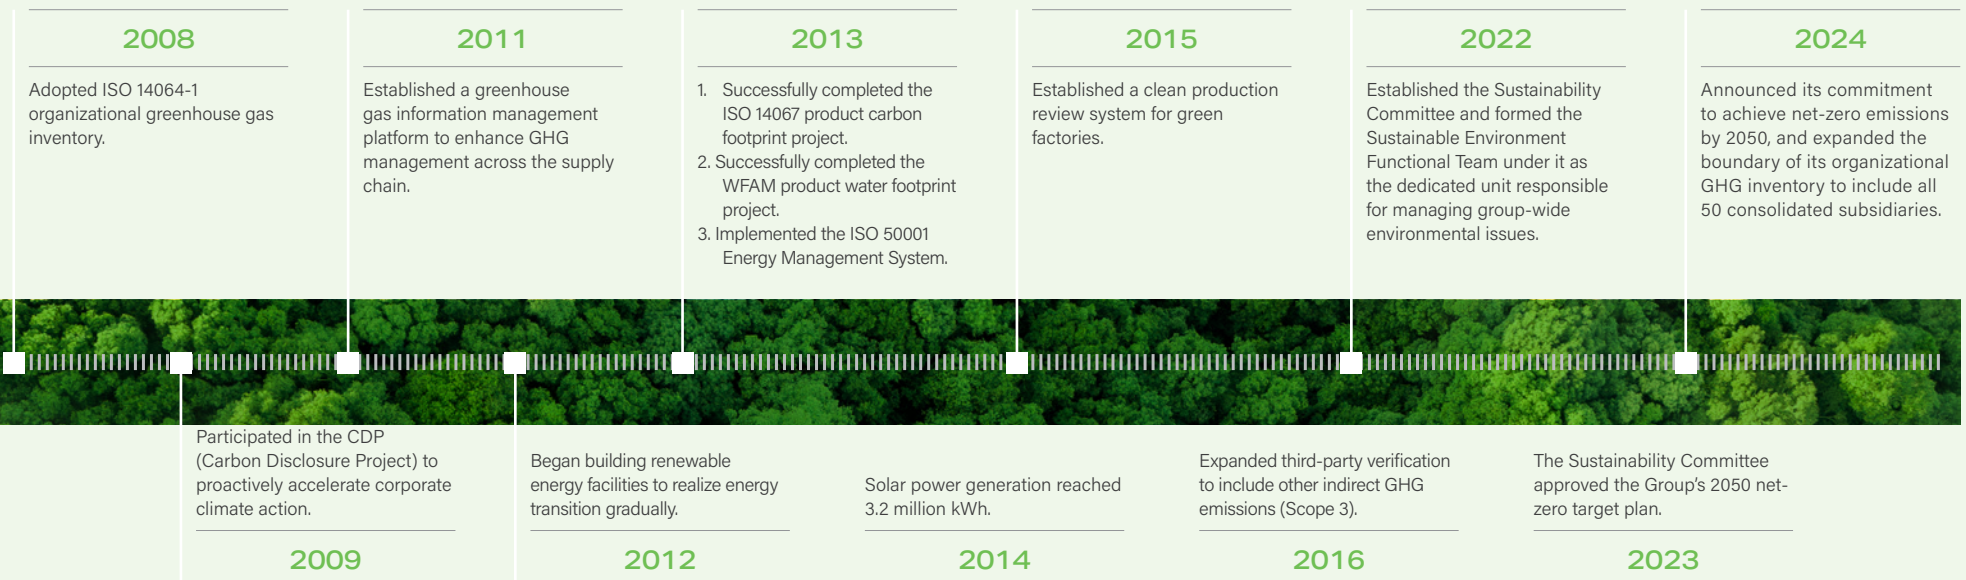 2008
Adopted ISO 14064-1
organizational greenhouse gas
inventory.
2011
Established a greenhouse
gas information management
platform to enhance GHG
management across the supply
chain.
2013
1. Successfully completed the
ISO 14067 product carbon
footprint project.
2. Successfully completed the
WFAM product water footprint
project.
3. Implemented the ISO 50001
Energy Management System.
2015
Established a clean production
review system for green
factories.
2022
Established the Sustainability
Committee and formed the
Sustainable Environment
Functional Team under it as
the dedicated unit responsible
for managing group-wide
environmental issues.
2024
Announced its commitment
to achieve net-zero emissions
by 2050, and expanded the
boundary of its organizational
GHG inventory to include all
50 consolidated subsidiaries.
Participated in the CDP
(Carbon Disclosure Project) to
proactively accelerate corporate
climate action.
2009
Began building renewable
energy facilities to realize energy
transition gradually.
2012
Solar power generation reached
3.2 million kWh.
2014
Expanded third-party verification
to include other indirect GHG
emissions (Scope 3).
2016
The Sustainability Committee
approved the Group's 2050 net-
zero target plan.
2023